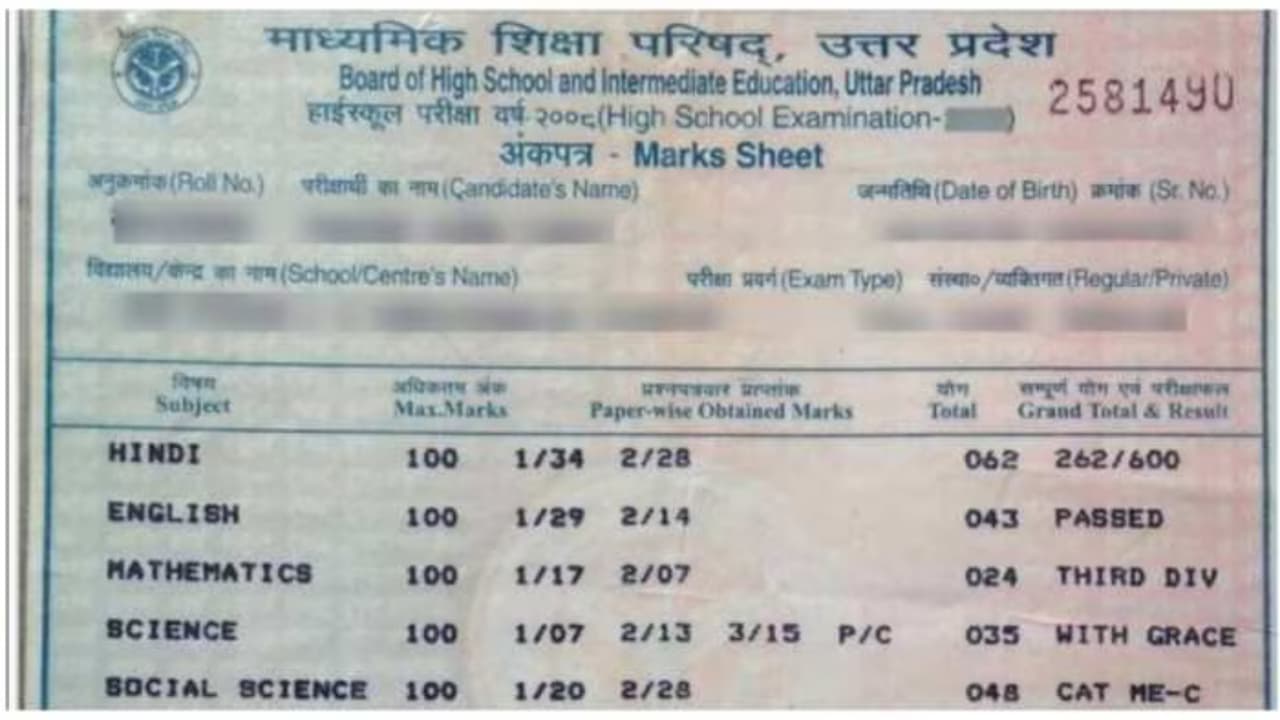 माध्यमिक शिक्षा परिषद्, उत्तर प्रदेश
Board of High School and Intermediate Education, Uttar Pradesh
2581490
हाईस्कूल परीक्षा वर्ष २००८(High School Examination- )
अंकपत्र - Marks Sheet
अनुक्रमांक(Roll No.) परीक्षार्थी का नाम(Candidate's Name) जन्मतिथि(Date of Birth) क्रमांक (Sr. No.)
विद्यालय/केन्द्र का नाम(School/Centre's Name) परीक्षा प्रवर्ग(Exam Type) संस्था०/व्यक्तिगत(Regular/Private)
विषय अधिकतम अंक प्रश्नपत्रवार प्राप्तांक योग सम्पूर्ण योग एवं परीक्षाफल
Subject Max.Marks Paper-wise Obtained Marks Total Grand Total & Result
HINDI 100 1/34 2/28 062 262/600
ENGLISH 100 1/29 2/14 043 PASSED
MATHEMATICS 100 1/17 2/07 024 THIRD DIV
SCIENCE 100 1/07 2/13 3/15 P/C 035 WITH GRACE
SOCIAL SCIENCE 100 1/20 2/28 048 CAT ME-C